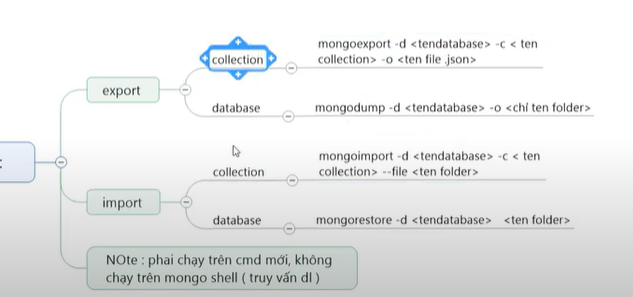 mongoexport -d <tendatabase> -c < ten
collection> -o <ten file .json>
collection
export
database
mongodump -d <tendatabase> -o <chỉ ten folder>
:
mongoimport -d <tendatabase> -c < ten
collection> --file <ten folder>
collection
import
database
mongorestore -d <tendatabase> <ten folder>
NOte : phai chạy trên cmd mới, không
chạy trên mongo shell ( truy vấn dl )